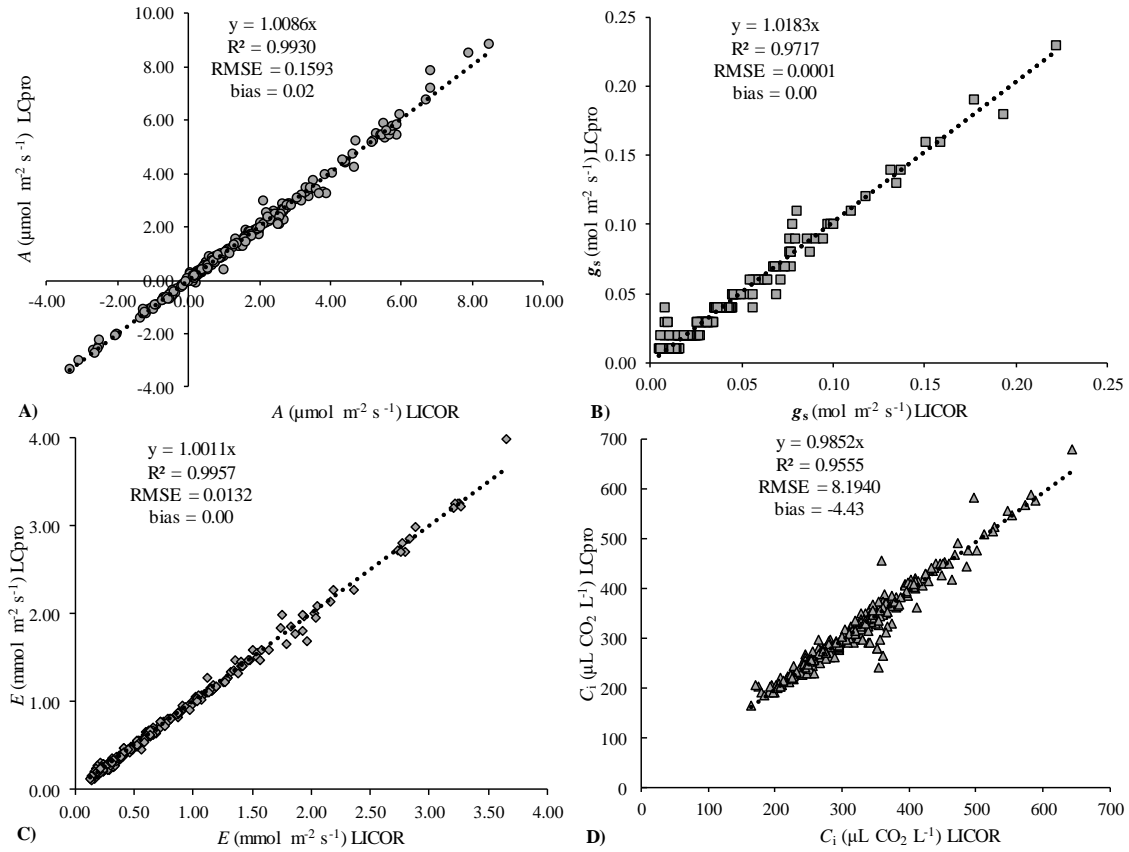 10.00
8.00
6.00
4.00
2.00
0.00
-2.00
-4.00
-4.00 -2.00 0.00 2.00 4.00 6.00 8.00 10.00
y = 1.0086x
R² = 0.9930
RMSE = 0.1593
bias = 0.02
A (µmol m-2 s-1) LCpro
A) A (µmol m-2 s-1) LICOR
0.25
0.20
0.15
0.10
0.05
0.00
0.00 0.05 0.10 0.15 0.20 0.25
y = 1.0183x
R² = 0.9717
RMSE = 0.0001
bias = 0.00
gs (mol m-2 s-1) LCpro
B) gs (mol m-2 s-1) LICOR
4.00
3.00
2.00
1.00
0.00
0.00 0.50 1.00 1.50 2.00 2.50 3.00 3.50 4.00
y = 1.0011x
R² = 0.9957
RMSE = 0.0132
bias = 0.00
E (mmol m-2 s-1) LCpro
C) E (mmol m-2 s-1) LICOR
700
600
500
400
300
200
100
0
0 100 200 300 400 500 600 700
y = 0.9852x
R² = 0.9555
RMSE = 8.1940
bias = -4.43
Ci (µL CO2 L-1) LCpro
D) Ci (µL CO2 L-1) LICOR